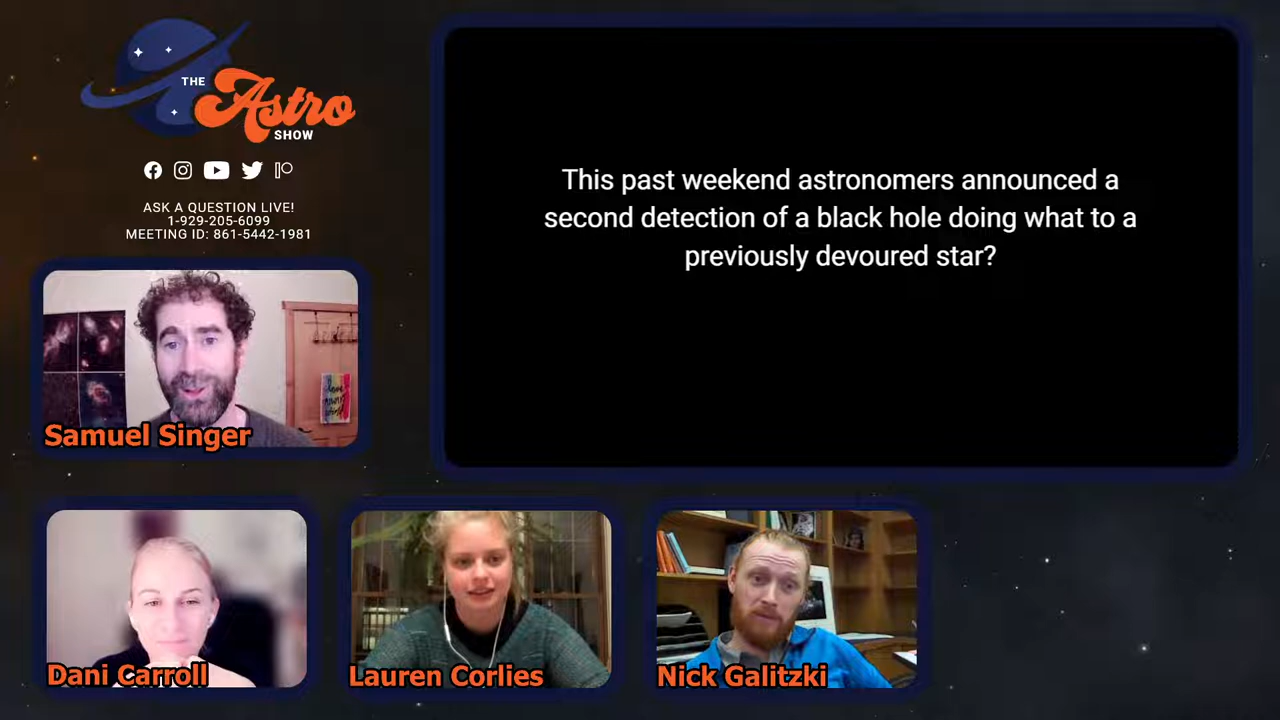 THE
Astro
SHOW
ASK A QUESTION LIVE!
1-929-205-6099
MEETING ID: 861-5442-1981
This past weekend astronomers announced a
second detection of a black hole doing what to a
previously devoured star?
Samuel Singer
Dani Carroll
Lauren Corlies
Nick Galitzki